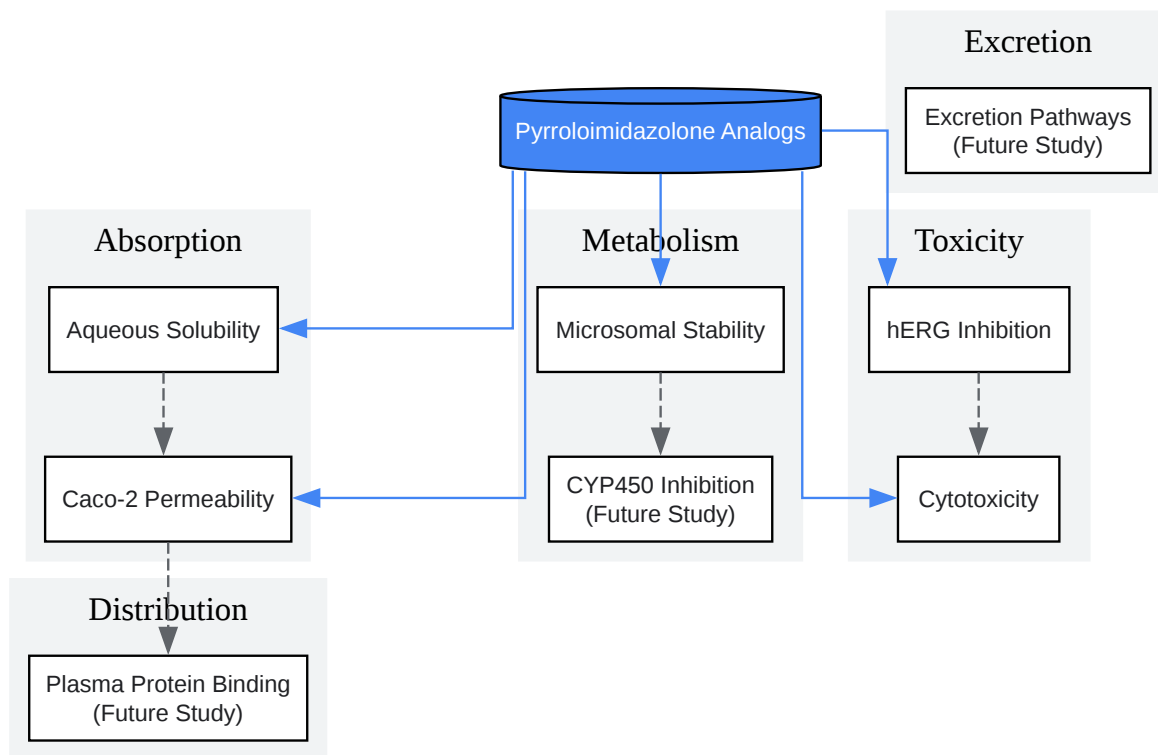 Excretion
Excretion Pathways
(Future Study)
Pyrroloimidazolone Analogs
Absorption
Aqueous Solubility
Caco-2 Permeability
Metabolism
Microsomal Stability
CYP450 Inhibition
(Future Study)
Toxicity
hERG Inhibition
Cytotoxicity
Distribution
Plasma Protein Binding
(Future Study)